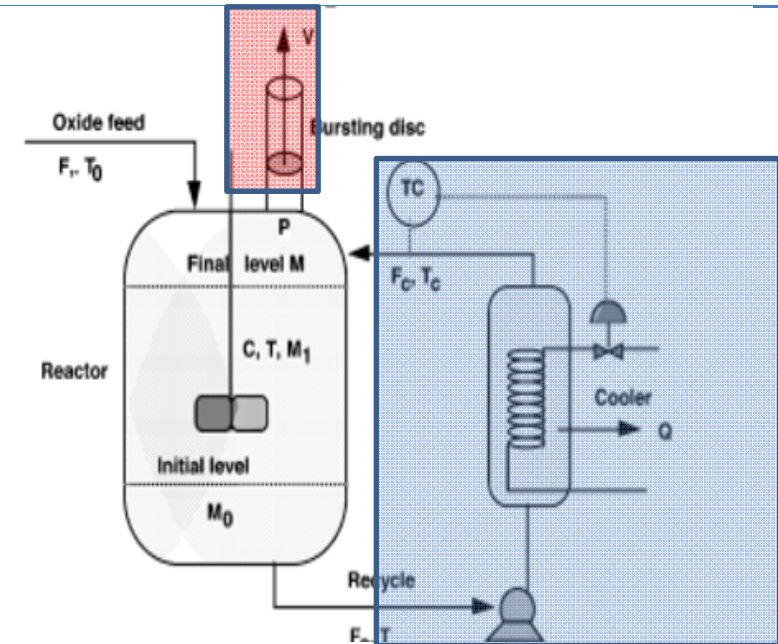 V
Oxide feed
Bursting disc
F,. T0
TC
P
Final level M
Fc, Tc
C, T, M1
Reactor
Cooler
Q
Initial level
M0
Recycle